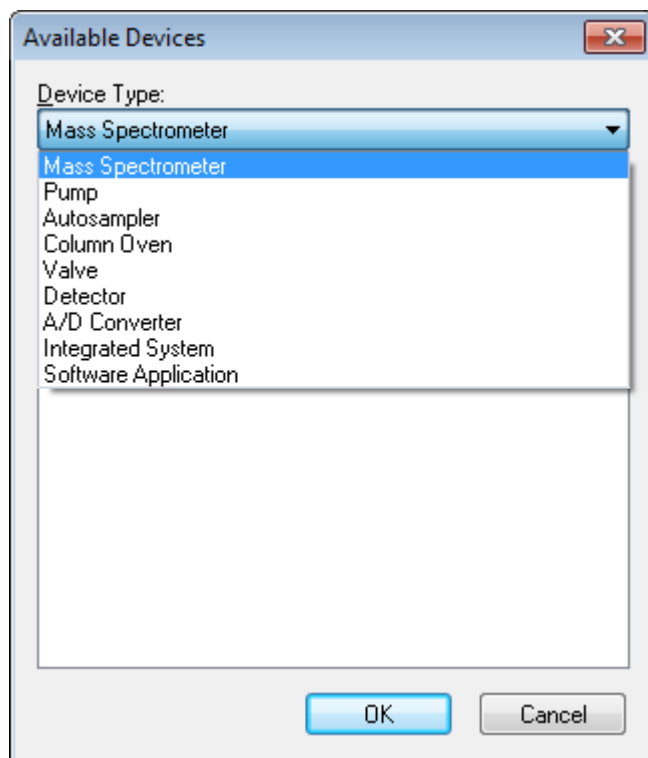 Available Devices
Device Type:
Mass Spectrometer
Mass Spectrometer
Pump
Autosampler
Column Oven
Valve
Detector
A/D Converter
Integrated System
Software Application
OK
Cancel